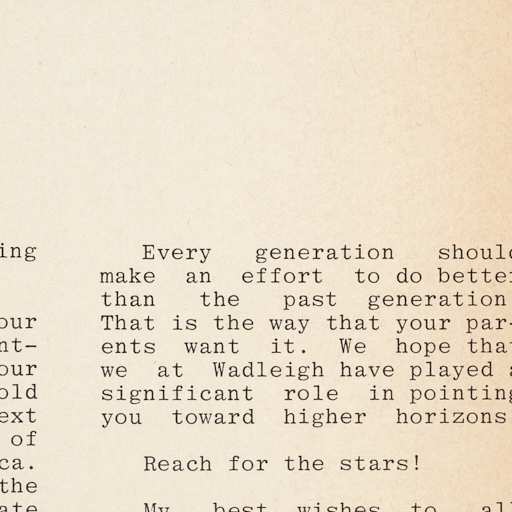 ing
our
nt-
our
old
ext
of
ca.
the
ate
Every generation should
make an effort to do better
than the past generation
That is the way that your par-
ents want it. We hope that
we at Wadleigh have played a
significant role in pointing
you toward higher horizons
Reach for the stars!
My best wishes to all